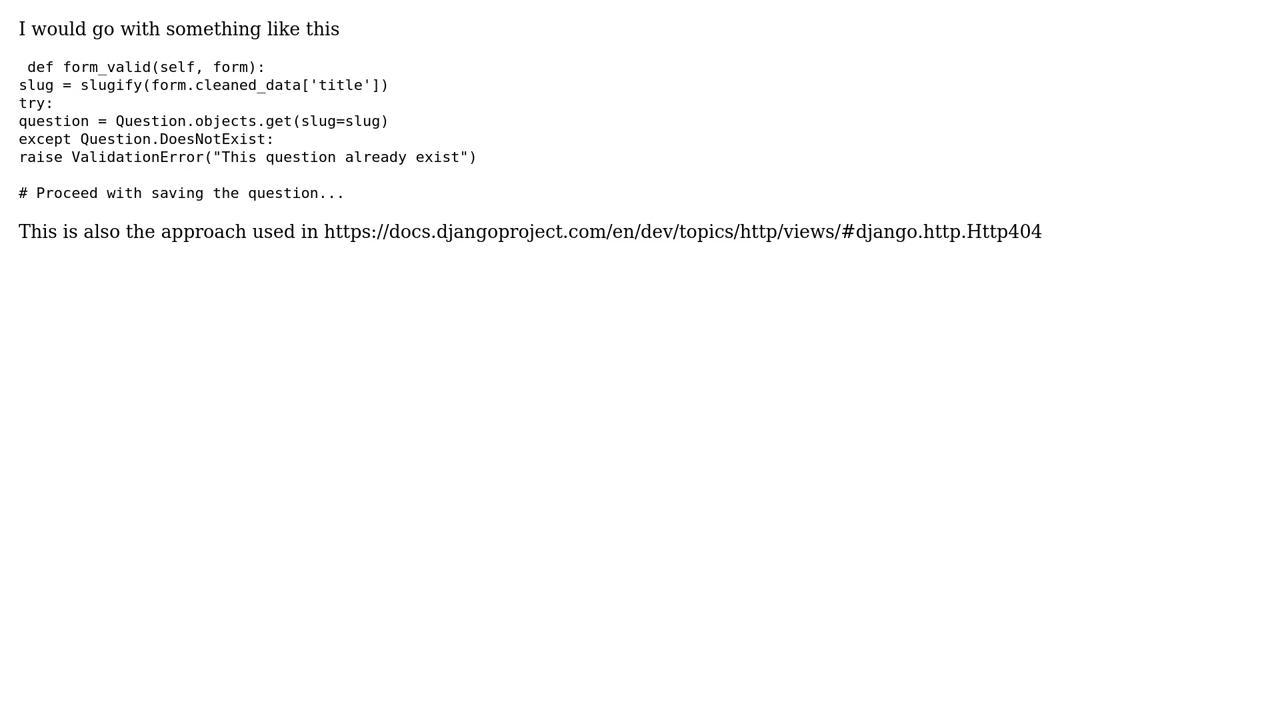 I would go with something like this
def form_valid(self, form):
slug = slugify(form.cleaned_data['title'])
try:
question = Question.objects.get(slug=slug)
except Question.DoesNotExist:
raise ValidationError("This question already exist")
# Proceed with saving the question...
This is also the approach used in https://docs.djangoproject.com/en/dev/topics/http/views/#django.http.Http404